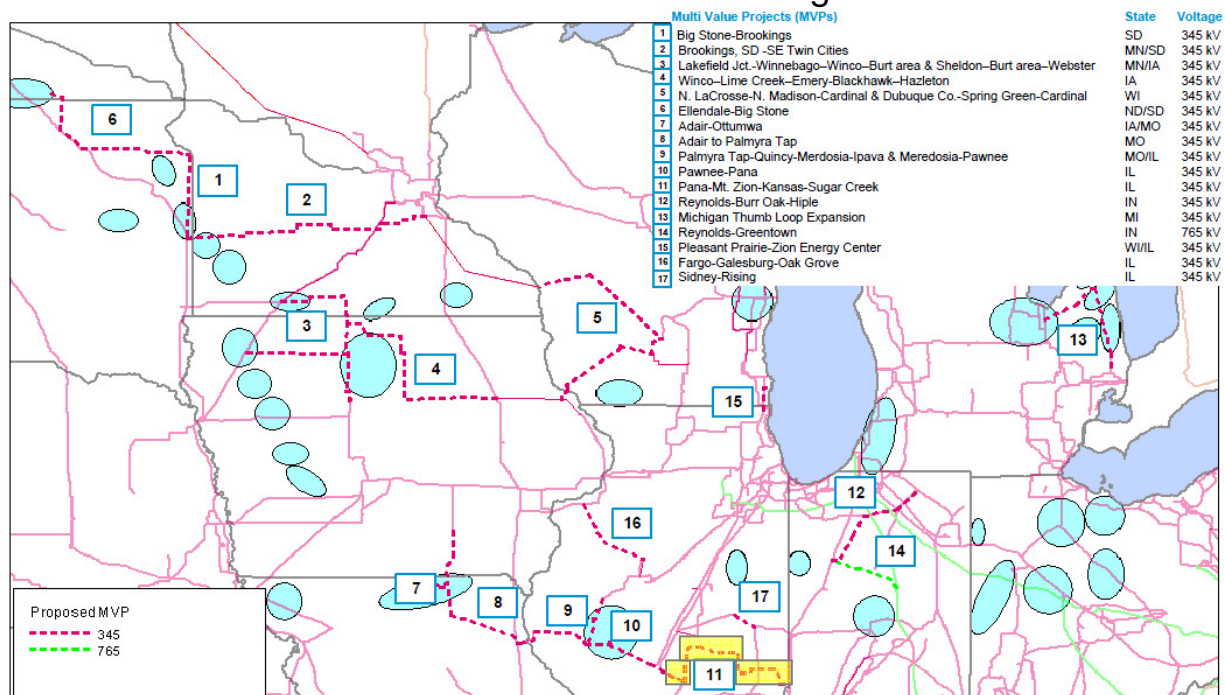 Multi Value Projects (MVPs) State Voltage
1 Big Stone-Brookings SD 345 kV
2 Brookings, SD -SE Twin Cities MN/SD 345 kV
3 Lakefield Jct.-Winnebago–Winco–Burt area & Sheldon–Burt area–Webster MN/IA 345 kV
4 Winco–Lime Creek–Emery-Blackhawk–Hazleton IA 345 kV
5 N. LaCrosse-N. Madison-Cardinal & Dubuque Co.-Spring Green-Cardinal WI 345 kV
6 Ellendale-Big Stone ND/SD 345 kV
7 Adair-Ottumwa IA/MO 345 kV
8 Adair to Palmyra Tap MO 345 kV
9 Palmyra Tap-Quincy-Merdosia-Ipava & Meredosia-Pawnee MO/IL 345 kV
10 Pawnee-Pana IL 345 kV
11 Pana-Mt. Zion-Kansas-Sugar Creek IL 345 kV
12 Reynolds-Burr Oak-Hiple IN 345 kV
13 Michigan Thumb Loop Expansion MI 345 kV
14 Reynolds-Greentown IN 765 kV
15 Pleasant Prairie-Zion Energy Center WI/IL 345 kV
16 Fargo-Galesburg-Oak Grove IL 345 kV
17 Sidney-Rising IL 345 kV
6
1
2
3
5
13
4
15
12
16
14
7
8
9
10
17
11
Proposed MVP
345
765